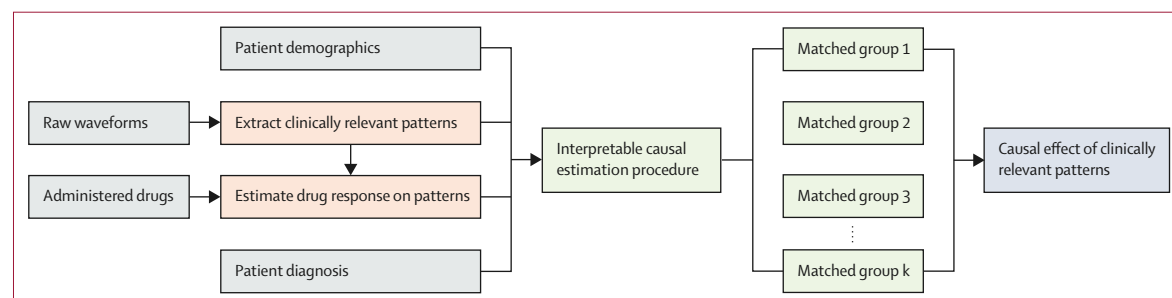 Patient demographics
Raw waveforms
Extract clinically relevant patterns
Administered drugs
Estimate drug response on patterns
Patient diagnosis
Interpretable causal
estimation procedure
Matched group 1
Matched group 2
Matched group 3
Matched group k
Causal effect of clinically
relevant patterns